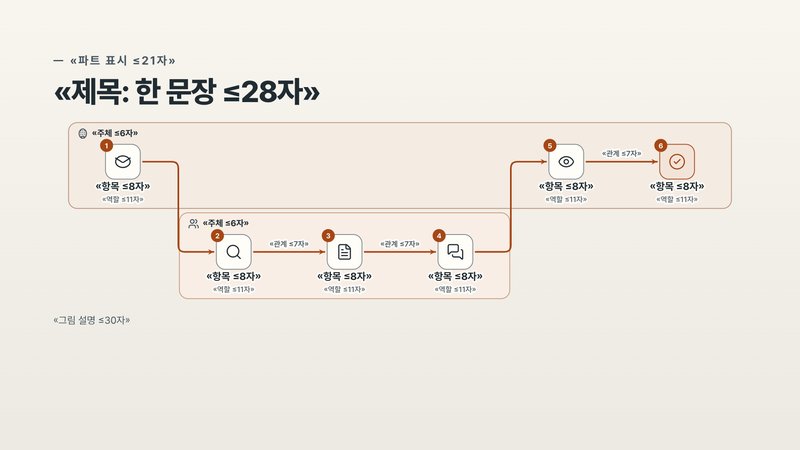 — «파트 표시 ≤21자»
«제목: 한 문장 ≤28자»
«주체 ≤6자»
1
«항목 ≤8자»
«역할 ≤11자»
5
«관계 ≤7자»
6
«항목 ≤8자»
«역할 ≤11자»
«항목 ≤8자»
«역할 ≤11자»
«주체 ≤6자»
2
«관계 ≤7자»
3
«관계 ≤7자»
4
«항목 ≤8자»
«역할 ≤11자»
«항목 ≤8자»
«역할 ≤11자»
«항목 ≤8자»
«역할 ≤11자»
«그림 설명 ≤30자»